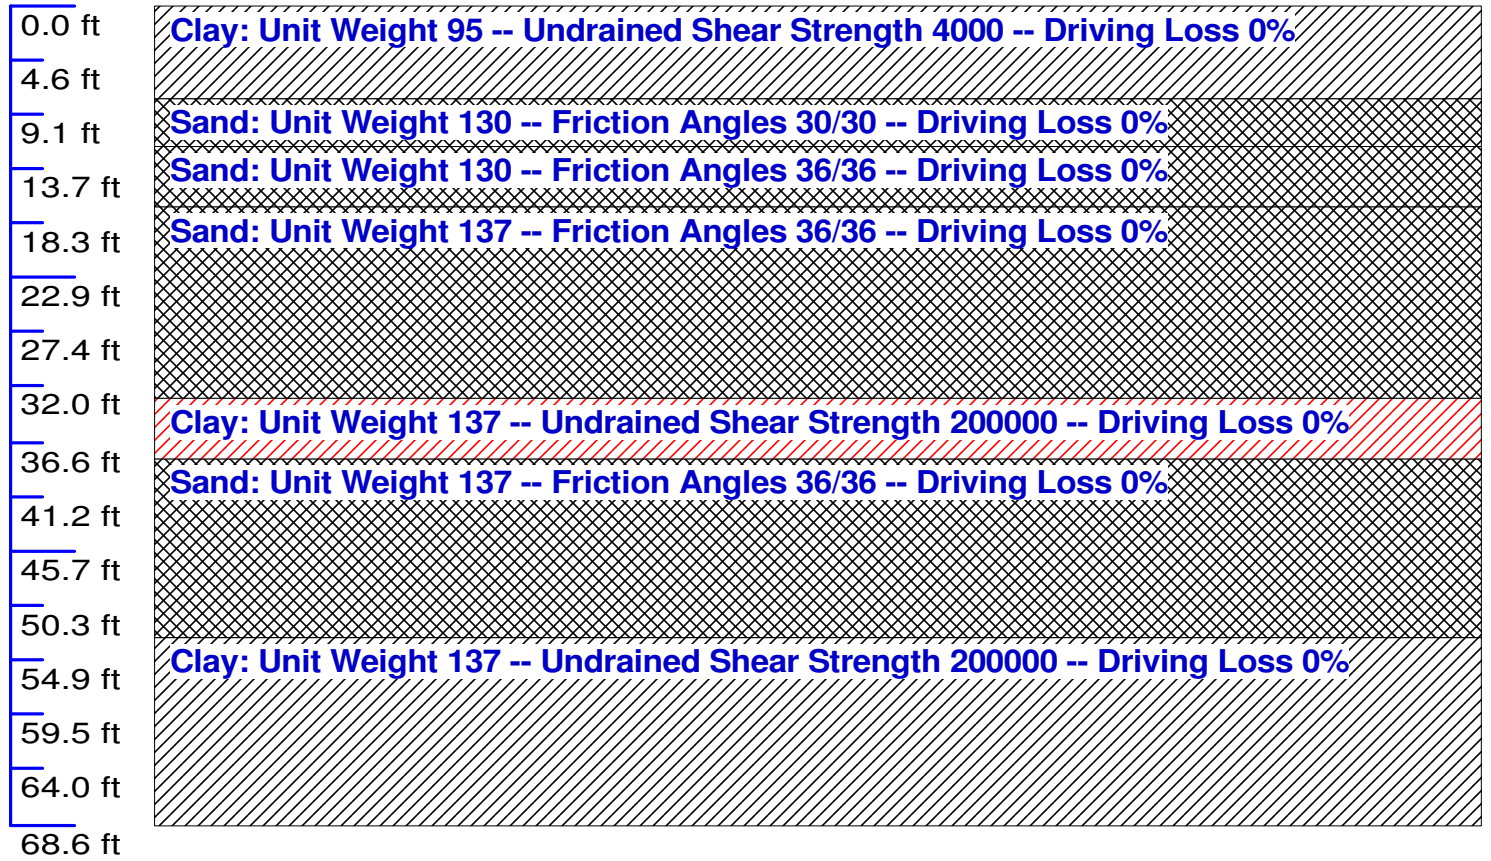 0.0 ft
Clay: Unit Weight 95 -- Undrained Shear Strength 4000 -- Driving Loss 0%
4.6 ft
Sand: Unit Weight 130 -- Friction Angles 30/30 -- Driving Loss 0%
9.1 ft
Sand: Unit Weight 130 -- Friction Angles 36/36 -- Driving Loss 0%
13.7 ft
Sand: Unit Weight 137 -- Friction Angles 36/36 -- Driving Loss 0%
18.3 ft
22.9 ft
27.4 ft
32.0 ft
Clay: Unit Weight 137 -- Undrained Shear Strength 200000 -- Driving Loss 0%
36.6 ft
Sand: Unit Weight 137 -- Friction Angles 36/36 -- Driving Loss 0%
41.2 ft
45.7 ft
50.3 ft
Clay: Unit Weight 137 -- Undrained Shear Strength 200000 -- Driving Loss 0%
54.9 ft
59.5 ft
64.0 ft
68.6 ft